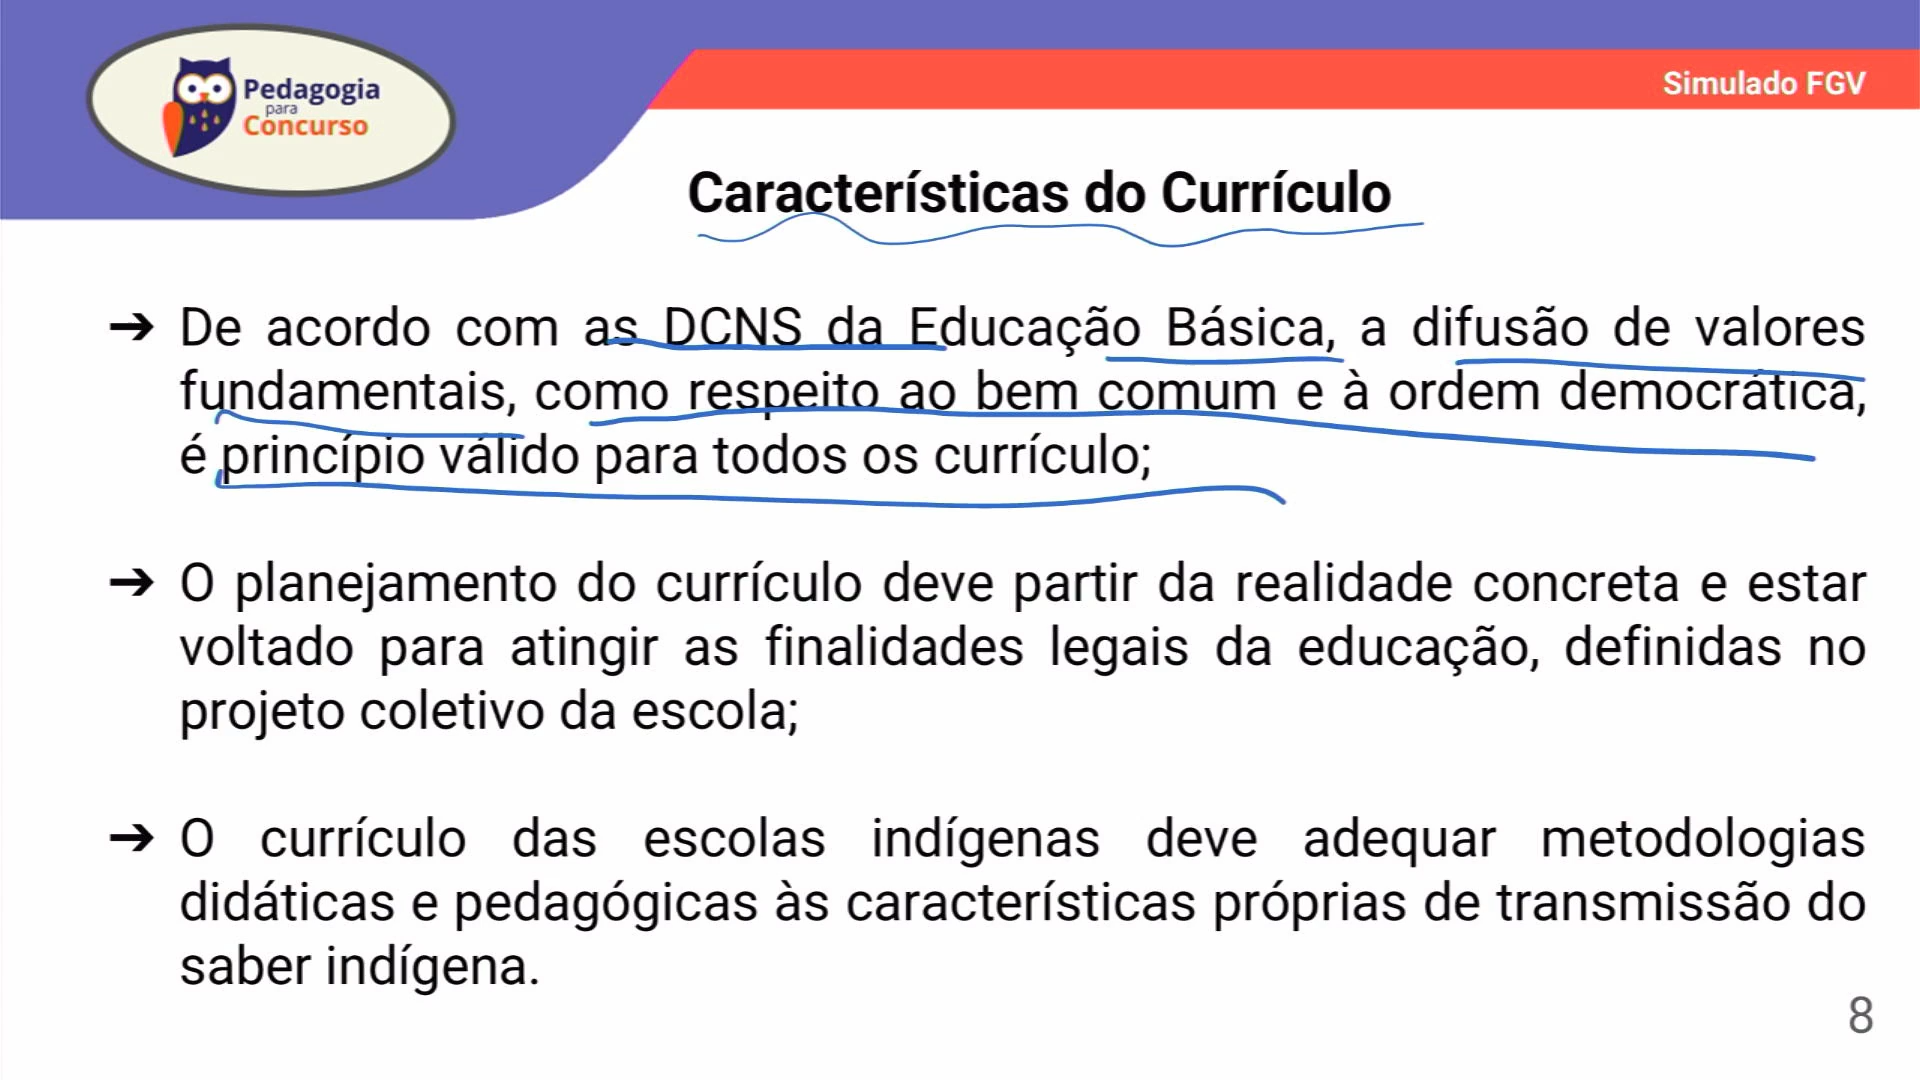 Pedagogia
para
Concurso
Simulado FGV
Características do Currículo
➔ De acordo com as DCNS da Educação Básica, a difusão de valores
fundamentais, como respeito ao bem comum e à ordem democrática,
é princípio válido para todos os currículo;
➔ O planejamento do currículo deve partir da realidade concreta e estar
voltado para atingir as finalidades legais da educação, definidas no
projeto coletivo da escola;
➔ O currículo das escolas indígenas deve adequar metodologias
didáticas e pedagógicas às características próprias de transmissão do
saber indígena.
8